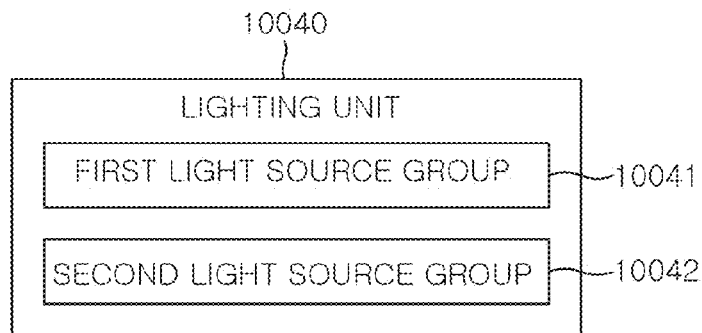 10040
LIGHTING UNIT
FIRST LIGHT SOURCE GROUP
10041
SECOND LIGHT SOURCE GROUP
10042